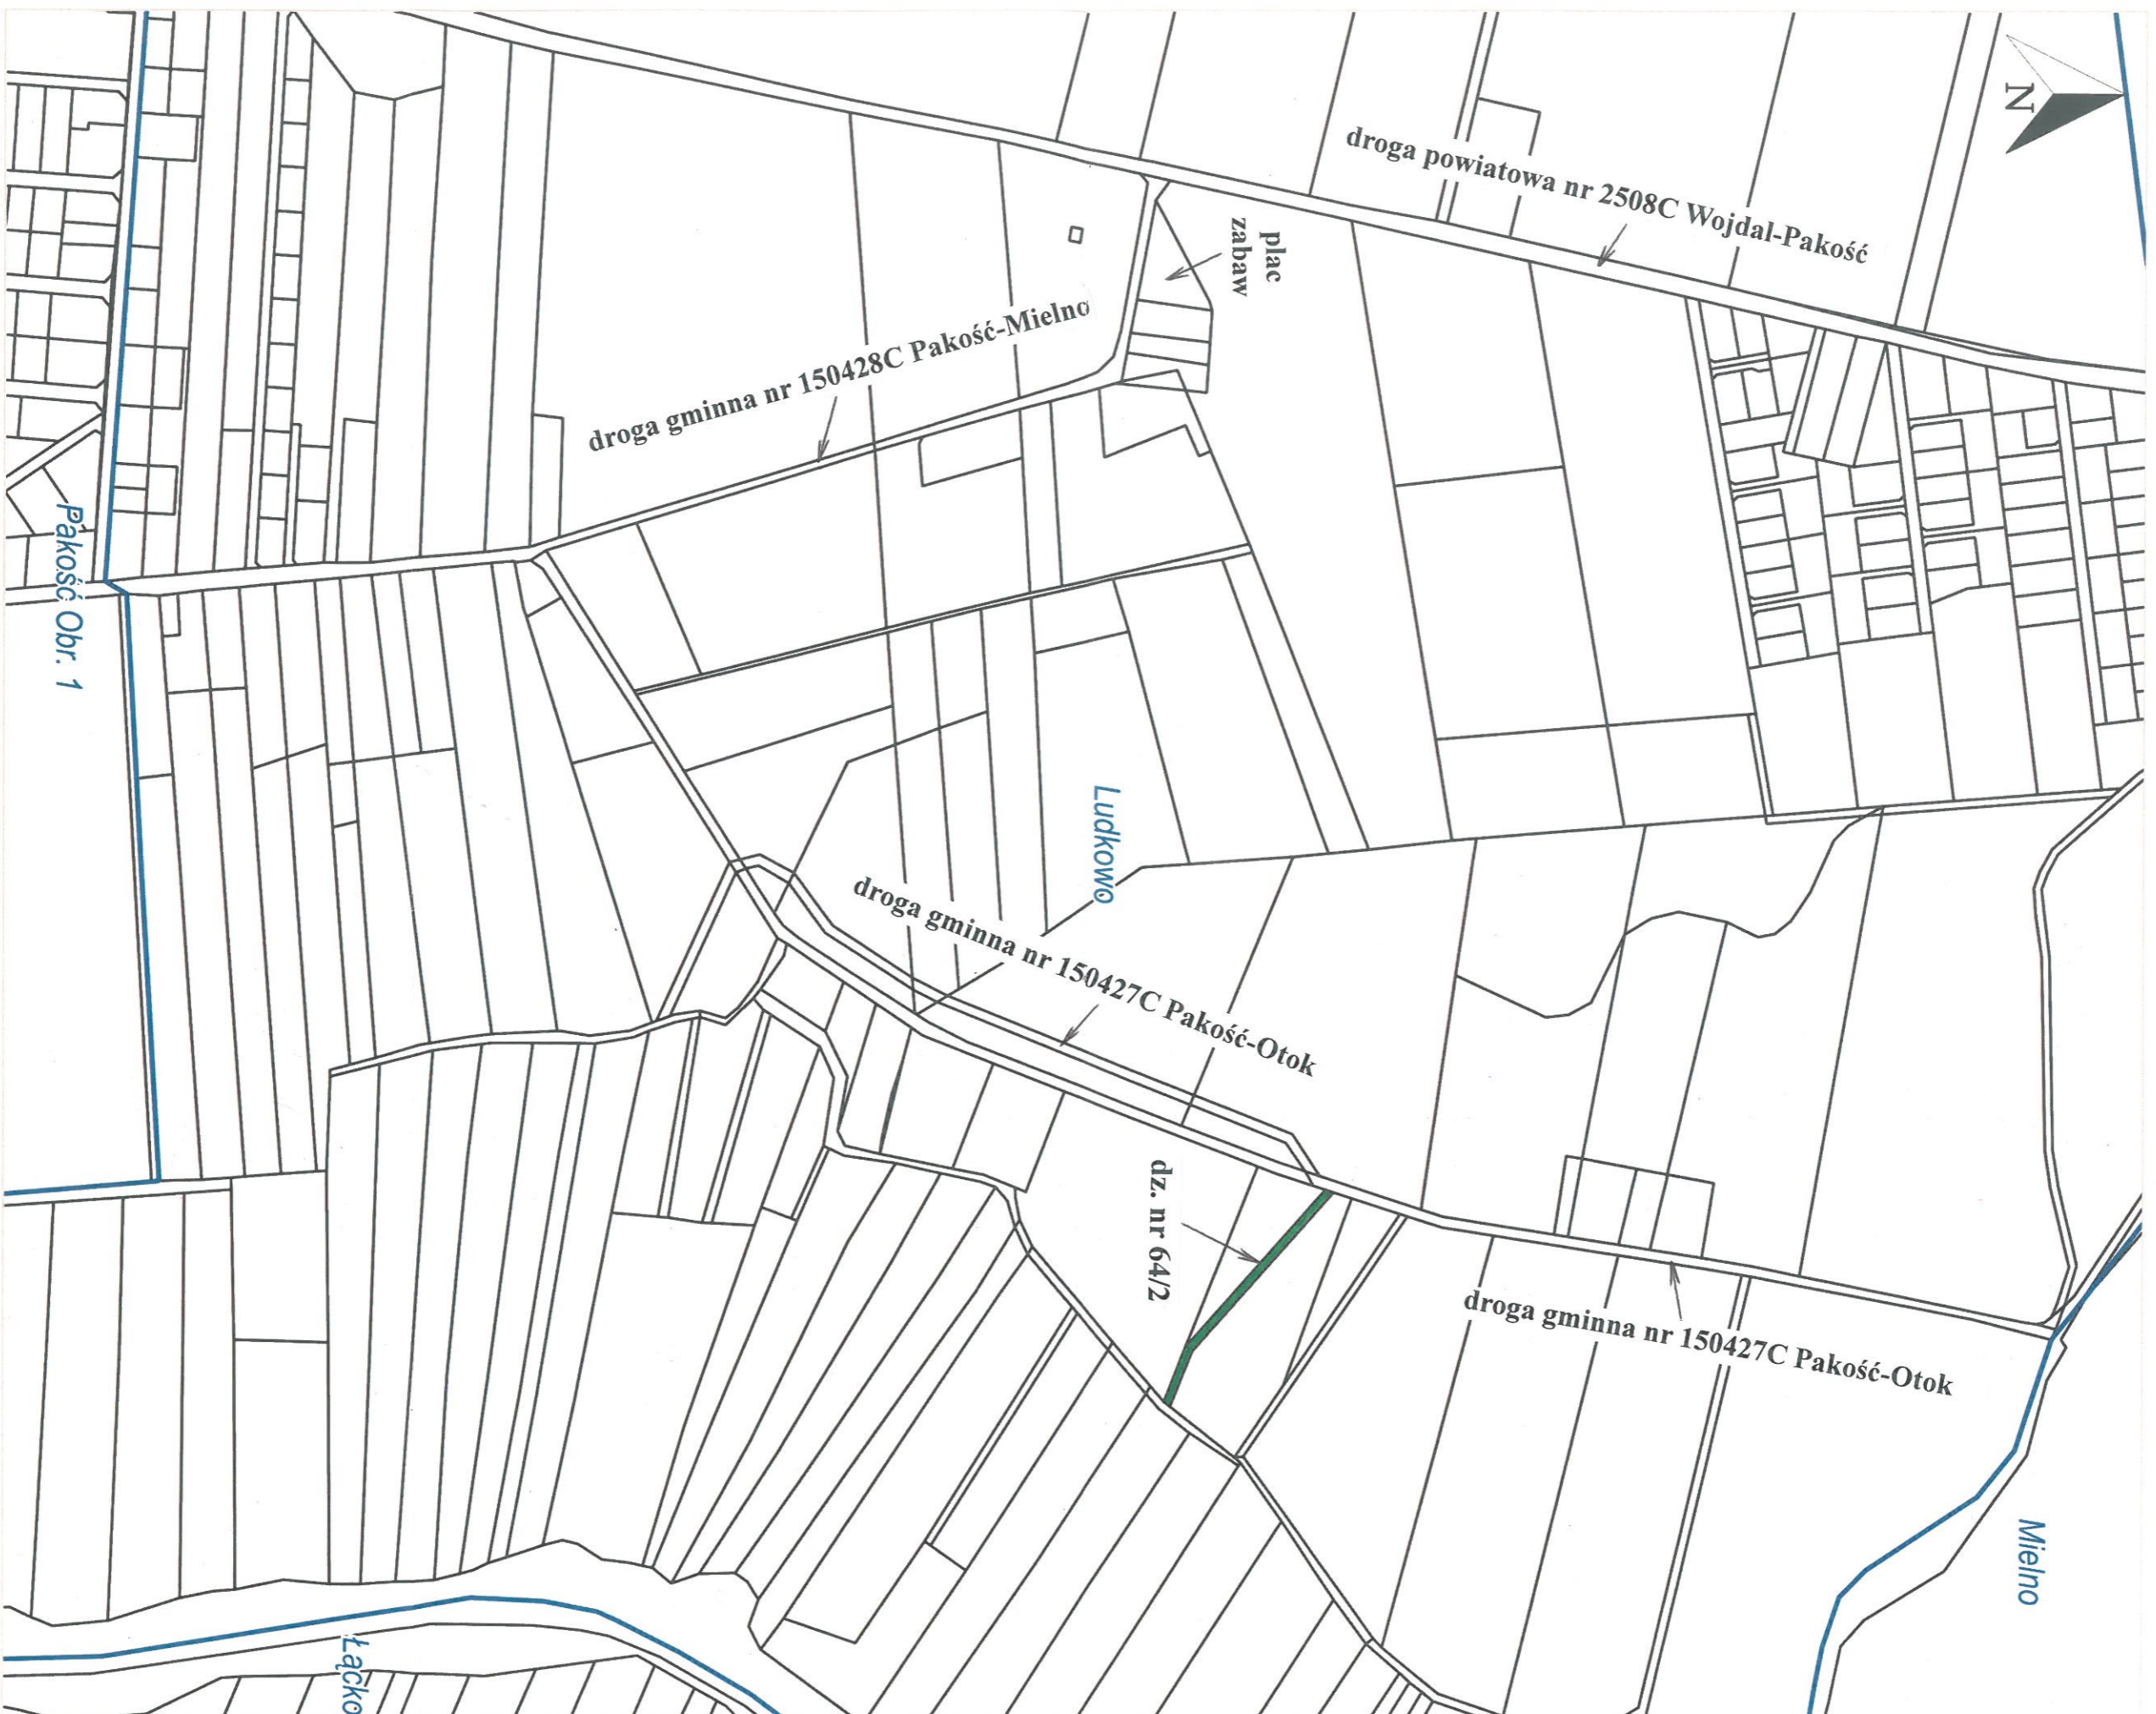 N
droga powiatowa nr 2508C Wojdal-Pakość
plac
zabaw
droga gminna nr 150428C Pakość-Mielno
Pakość Obr. 1
Ludkowo
droga gminna nr 150427C Pakość-Otok
dz. nr 64/2
droga gminna nr 150427C Pakość-Otok
Mielno
Łącko